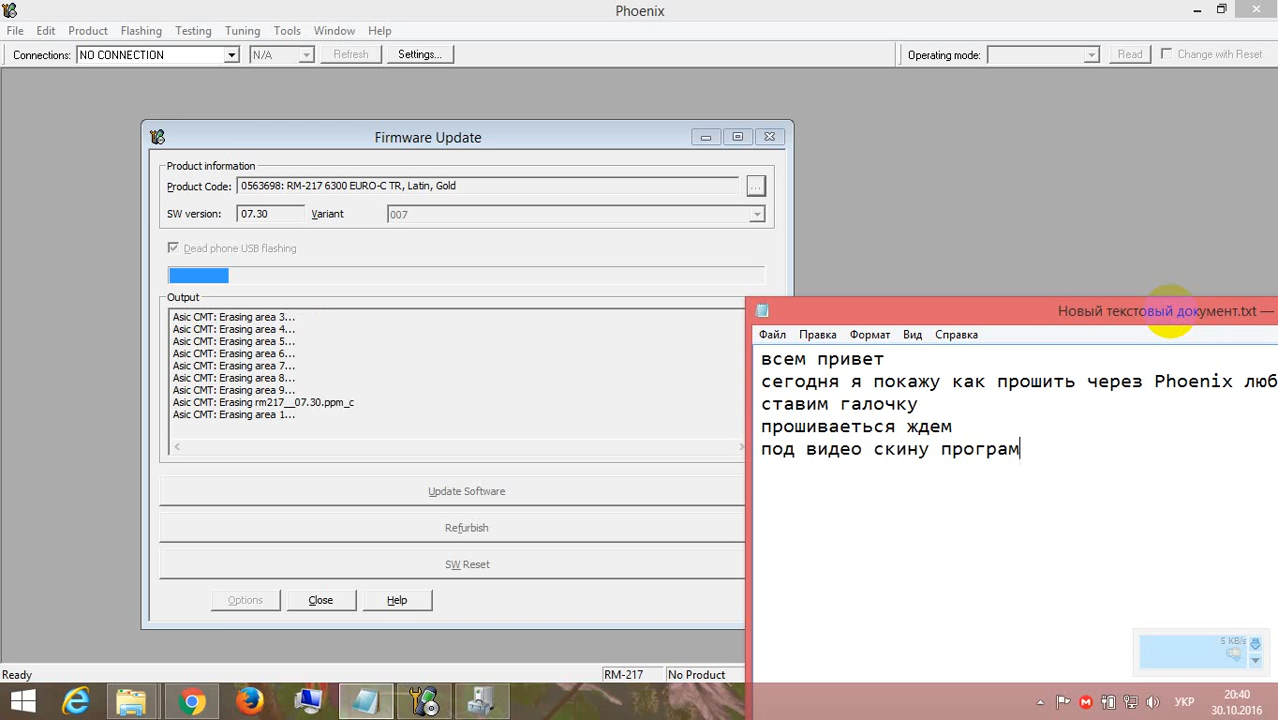 Phoenix
File Edit Product Flashing Testing Tuning Tools Window Help
Connections: NO CONNECTION N/A Refresh Settings... Operating mode: Read Change with Reset
Firmware Update
Product information
Product Code: 0563698: RM-217 6300 EURO-C TR, Latin, Gold ...
SW version: 07.30 Variant 007
Dead phone USB flashing
Output
Asic CMT: Erasing area 3...
Asic CMT: Erasing area 4...
Asic CMT: Erasing area 5...
Asic CMT: Erasing area 6...
Asic CMT: Erasing area 7...
Asic CMT: Erasing area 8...
Asic CMT: Erasing area 9...
Asic CMT: Erasing rm217__07.30.ppm_c
Asic CMT: Erasing area 1...
Update Software
Refurbish
SW Reset
Options Close Help
Новый текстовый документ.txt —
Файл Правка Формат Вид Справка
всем привет
сегодня я покажу как прошить через Phoenix люб
ставим галочку
прошиваеться ждем
под видео скину програм
5 KB/s
Ready RM-217 No Product
УКР 20:40
30.10.2016